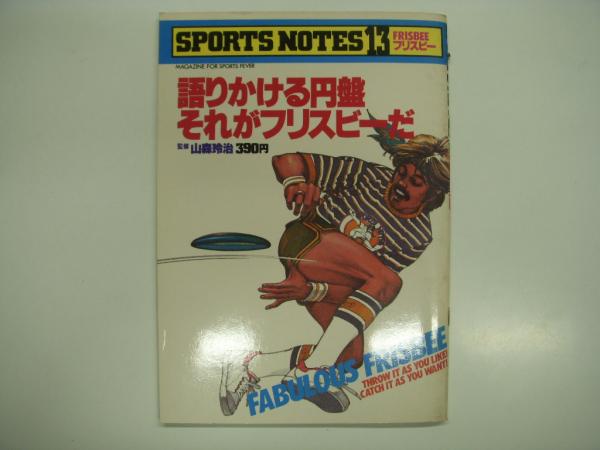 SPORTS NOTES 13
FRISBEE
フリスビー
MAGAZINE FOR SPORTS FEVER
語りかける円盤
それがフリスビーだ
監修 山森玲治 390円
FABULOUS FRISBEE
THROW IT AS YOU LIKE!
CATCH IT AS YOU WANT!